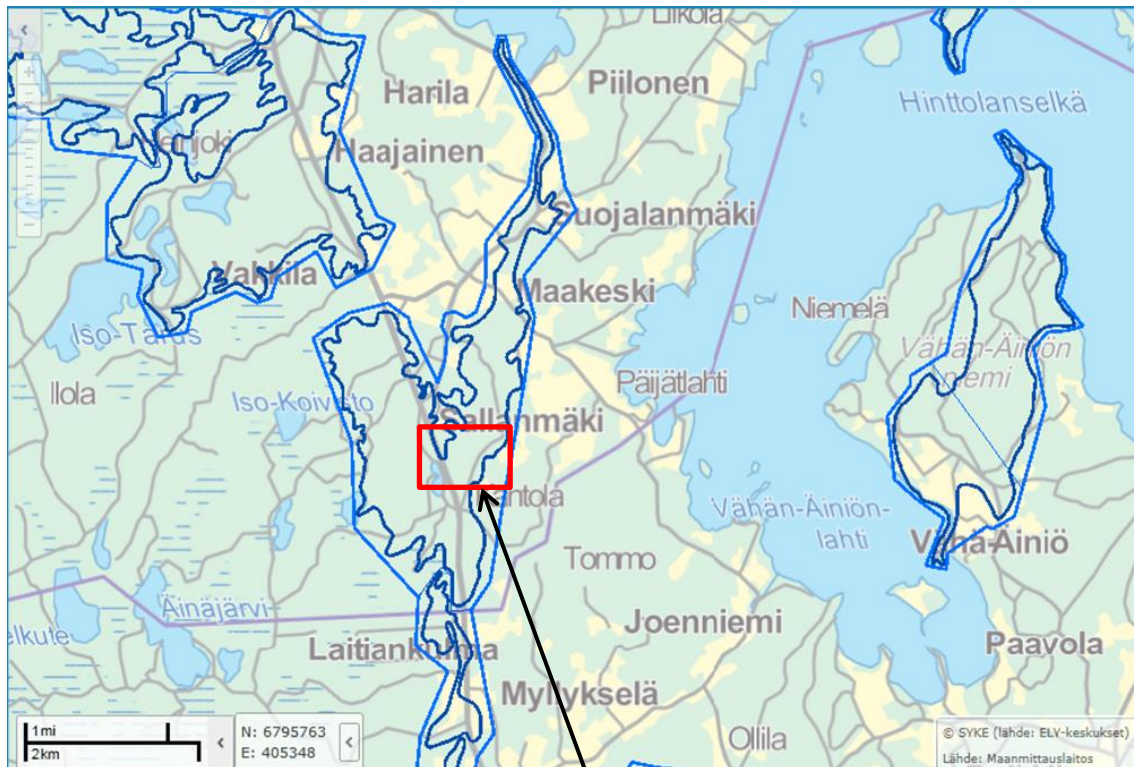 Liikola
Piilonen
Harila
Hinttolanselkä
Haajainen
Suojalanmäki
Vakkila
Maakeski
Iso-Tarus
Niemelä
Vähän-Äiniön
niemi
Ilola
Iso-Koivisto
Päijätlahti
Sallanmäki
Vähän-Äiniön-
lahti
Vähä-Äiniö
Tommo
Äinäjärvi
Joenniemi
Laitiankulma
Paavola
Myllykselä
Ollila
1mi
2km
N: 6795763
E: 405348
© SYKE (lähde: ELY-keskukset)
Lähde: Maanmittauslaitos